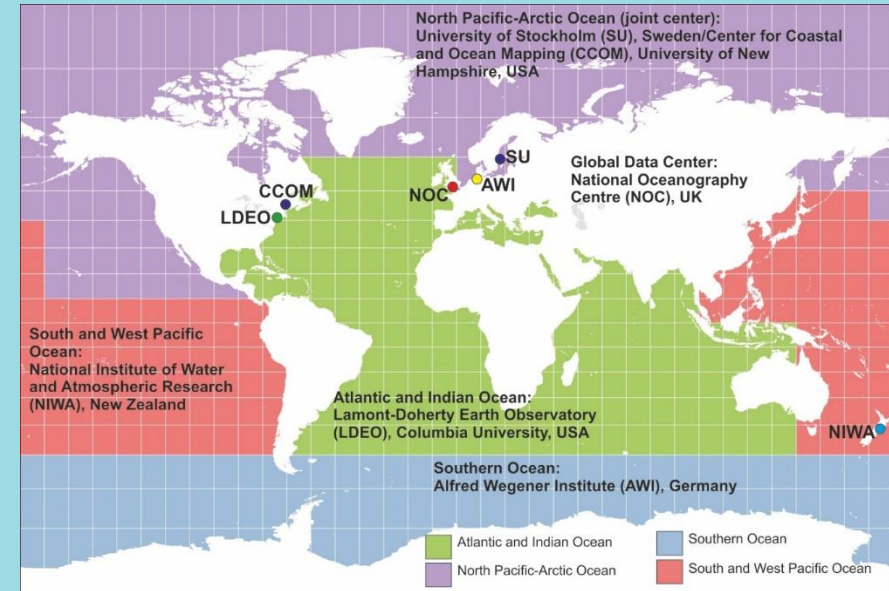 North Pacific-Arctic Ocean (joint center):
University of Stockholm (SU), Sweden/Center for Coastal
and Ocean Mapping (CCOM), University of New
Hampshire, USA
SU
Global Data Center:
National Oceanography
Centre (NOC), UK
AWI
NOC
CCOM
LDEO
South and West Pacific
Ocean:
National Institute of Water
and Atmospheric Research
(NIWA), New Zealand
Atlantic and Indian Ocean:
Lamont-Doherty Earth Observatory
(LDEO), Columbia University, USA
NIWA
Southern Ocean:
Alfred Wegener Institute (AWI), Germany
Atlantic and Indian Ocean
Southern Ocean
North Pacific-Arctic Ocean
South and West Pacific Ocean